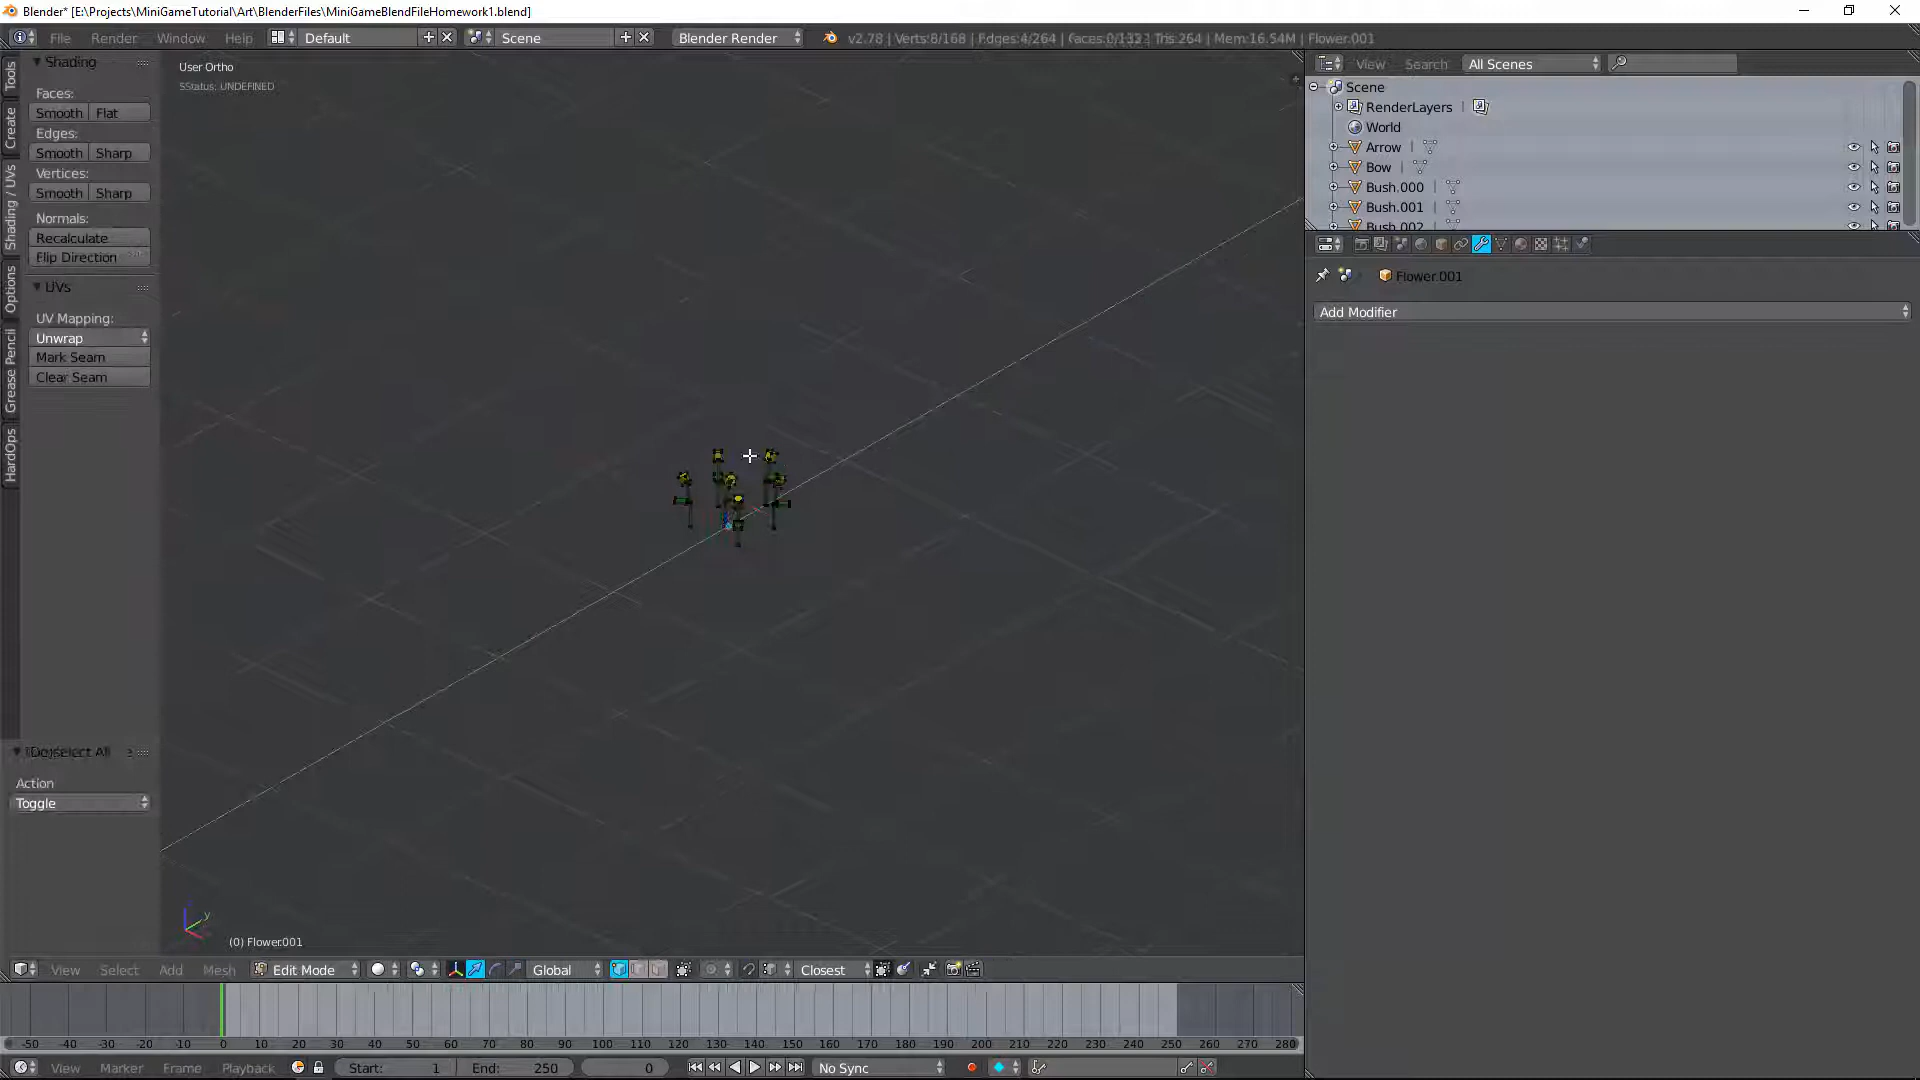 Blender* [E:\Projects\MiniGameTutorial\Art\BlenderFiles\MiniGameBlendFileHomework1.blend]
File Render Window Help Default Scene Blender Render v2.78 | Verts:8/168 | Edges:4/264 | Faces:0/132 | Tris:264 | Mem:16.54M | Flower.001
Tools
Create
Shading / UVs
Options
Grease Pencil
HardOps
Shading
Faces:
Smooth Flat
Edges:
Smooth Sharp
Vertices:
Smooth Sharp
Normals:
Recalculate
Flip Direction
UVs
UV Mapping:
Unwrap
Mark Seam
Clear Seam
(De)select All
Action
Toggle
User Ortho
SStatus: UNDEFINED
y
(0) Flower.001
View Search All Scenes
Scene
RenderLayers |
World
Arrow |
Bow |
Bush.000 |
Bush.001 |
Bush.002 |
Flower.001
Add Modifier
View Select Add Mesh Edit Mode Global Closest
-50 -40 -30 -20 -10 0 10 20 30 40 50 60 70 80 90 100 110 120 130 140 150 160 170 180 190 200 210 220 230 240 250 260 270 280
View Marker Frame Playback Start: 1 End: 250 0 No Sync